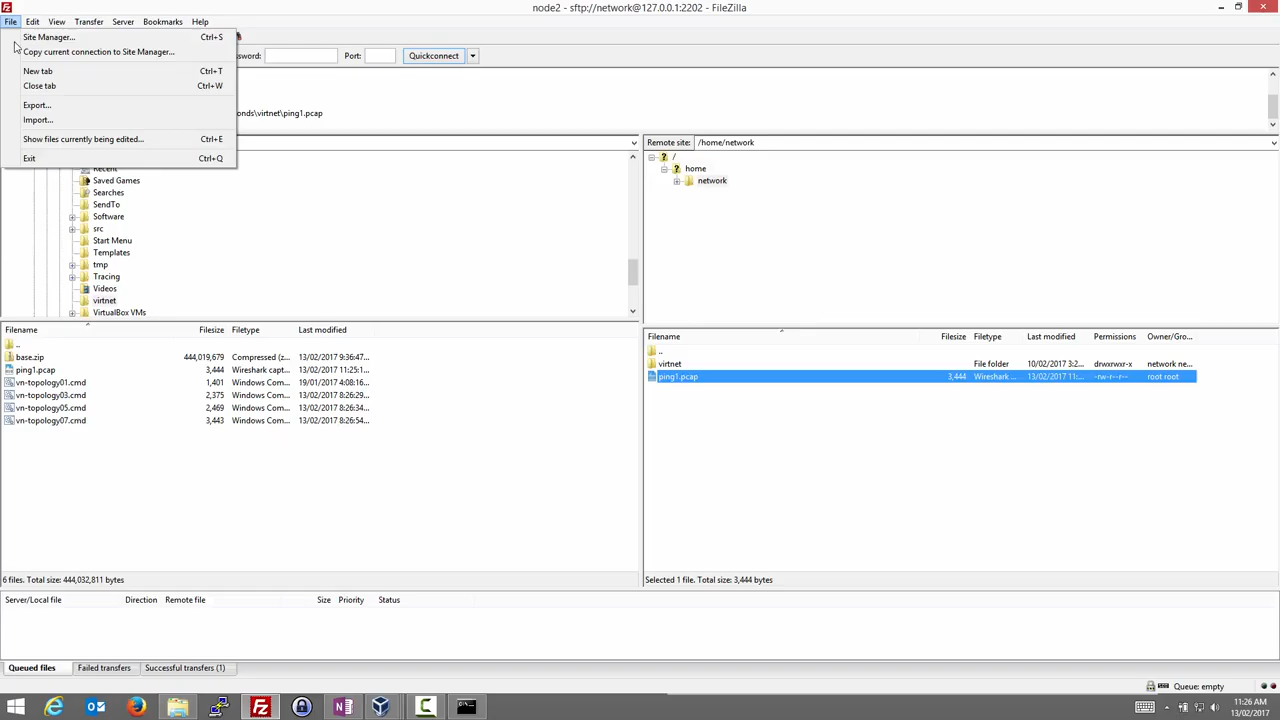 node2 - sftp://network@127.0.0.1:2202 - FileZilla
File Edit View Transfer Server Bookmarks Help
Site Manager... Ctrl+S
Copy current connection to Site Manager...
New tab Ctrl+T
Close tab Ctrl+W
Export...
Import...
Show files currently being edited... Ctrl+E
Exit Ctrl+Q
sword: Port: Quickconnect
onds\virtnet\ping1.pcap
Recent
Saved Games
Searches
SendTo
Software
src
Start Menu
Templates
tmp
Tracing
Videos
virtnet
VirtualBox VMs
Remote site: /home/network
/
home
network
Filename Filesize Filetype Last modified
..
base.zip 444,019,679 Compressed (z... 13/02/2017 9:36:47...
ping1.pcap 3,444 Wireshark capt... 13/02/2017 11:25:1...
vn-topology01.cmd 1,401 Windows Com... 19/01/2017 4:08:16...
vn-topology03.cmd 2,375 Windows Com... 13/02/2017 8:26:29...
vn-topology05.cmd 2,469 Windows Com... 13/02/2017 8:26:34...
vn-topology07.cmd 3,443 Windows Com... 13/02/2017 8:26:54...
6 files. Total size: 444,032,811 bytes
Filename Filesize Filetype Last modified Permissions Owner/Gro...
..
virtnet File folder 10/02/2017 3:2... drwxrwxr-x network ne...
ping1.pcap 3,444 Wireshark ... 13/02/2017 11:... -rw-r--r-- root root
Selected 1 file. Total size: 3,444 bytes
Server/Local file Direction Remote file Size Priority Status
Queued files Failed transfers Successful transfers (1)
Queue: empty
11:26 AM
13/02/2017